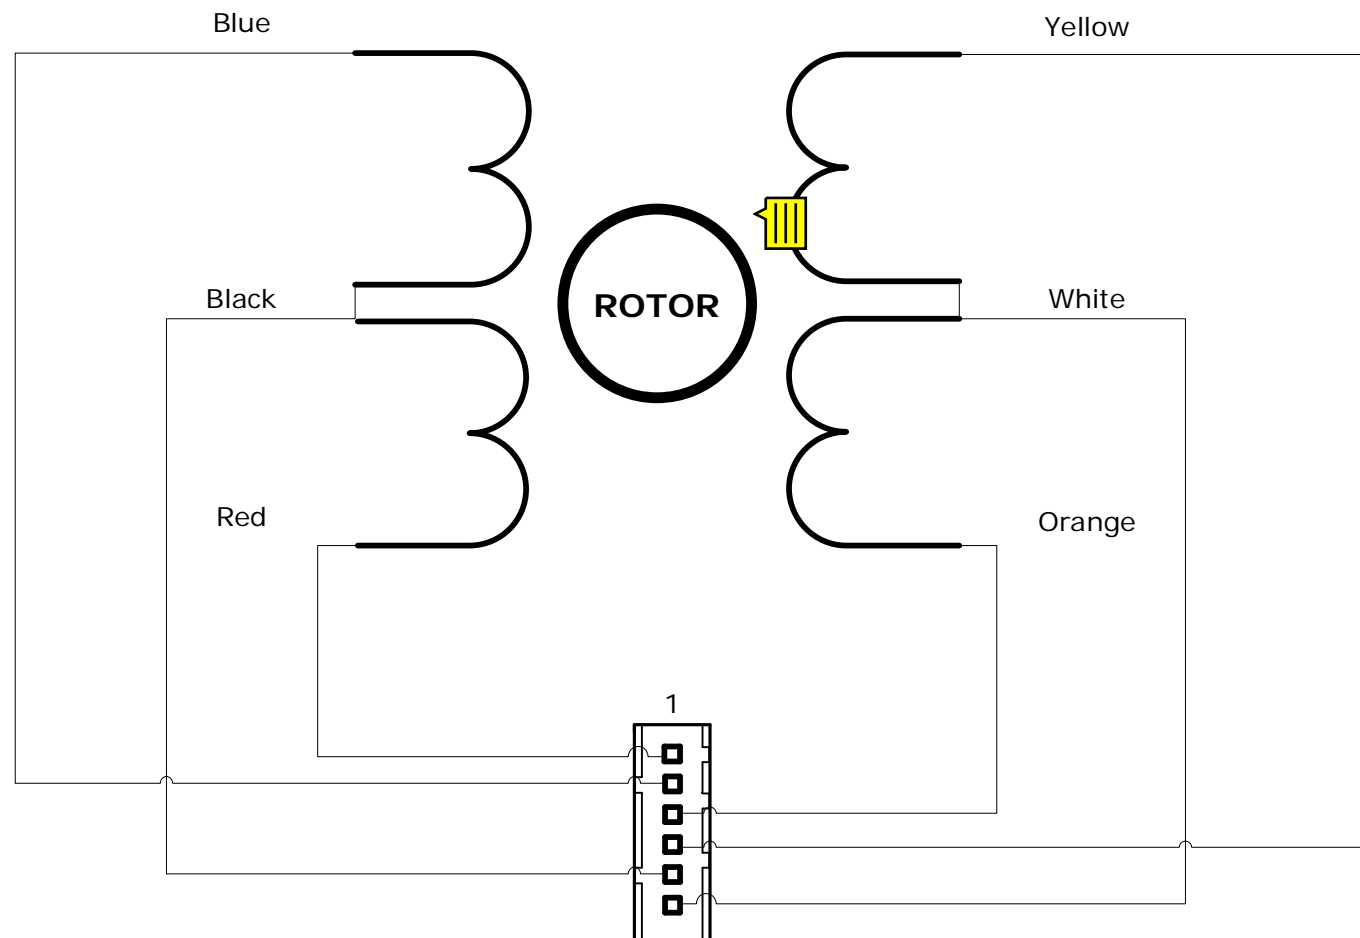 Blue
Yellow
Black
White
ROTOR
Red
Orange
1